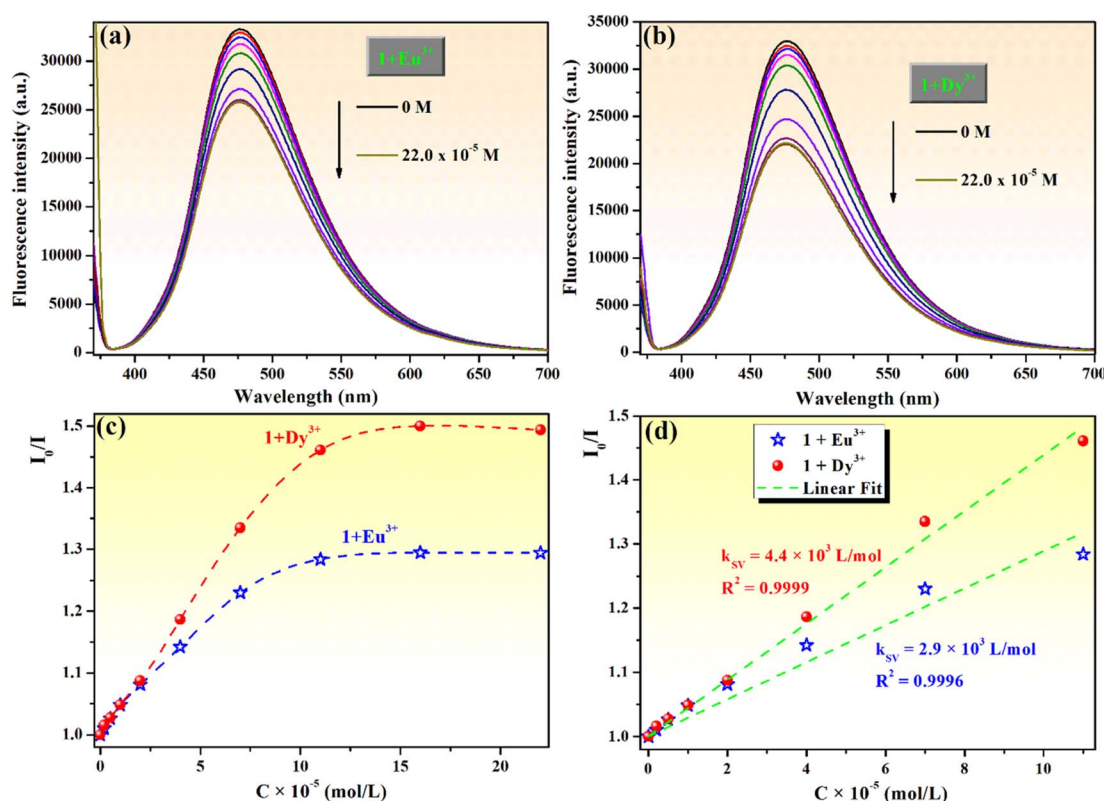 (a)
1+Eu³⁺
0 M
22.0 x 10⁻⁵ M
Fluorescence intensity (a.u.)
35000
30000
25000
20000
15000
10000
5000
0
400 450 500 550 600 650 700
Wavelength (nm)
(b)
1+Dy³⁺
0 M
22.0 x 10⁻⁵ M
Fluorescence intensity (a.u.)
35000
30000
25000
20000
15000
10000
5000
0
400 450 500 550 600 650 700
Wavelength (nm)
(c)
1+Dy³⁺
1+Eu³⁺
I₀/I
1.5
1.4
1.3
1.2
1.1
1.0
0 5 10 15 20
C × 10⁻⁵ (mol/L)
(d)
1 + Eu³⁺
1 + Dy³⁺
Linear Fit
k_SV = 4.4 × 10³ L/mol
R² = 0.9999
k_SV = 2.9 × 10³ L/mol
R² = 0.9996
I₀/I
1.5
1.4
1.3
1.2
1.1
1.0
0 2 4 6 8 10
C × 10⁻⁵ (mol/L)